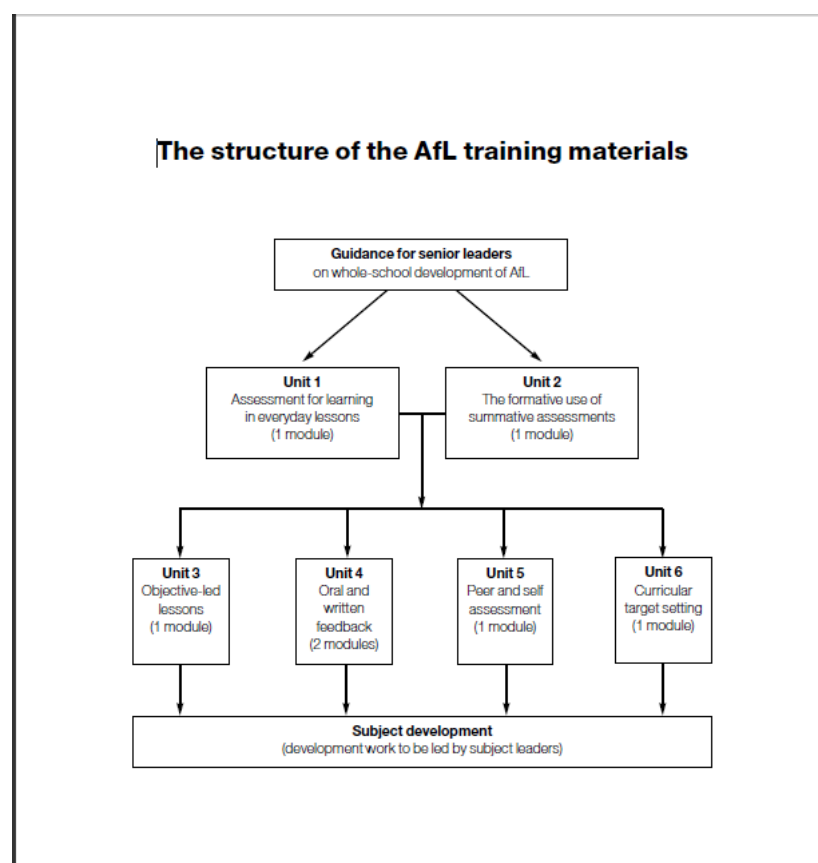 The structure of the AfL training materials
Guidance for senior leaders
on whole-school development of AfL
Unit 1
Assessment for learning
in everyday lessons
(1 module)
Unit 2
The formative use of
summative assessments
(1 module)
Unit 3
Objective-led
lessons
(1 module)
Unit 4
Oral and
written
feedback
(2 modules)
Unit 5
Peer and self
assessment
(1 module)
Unit 6
Curricular
target setting
(1 module)
Subject development
(development work to be led by subject leaders)